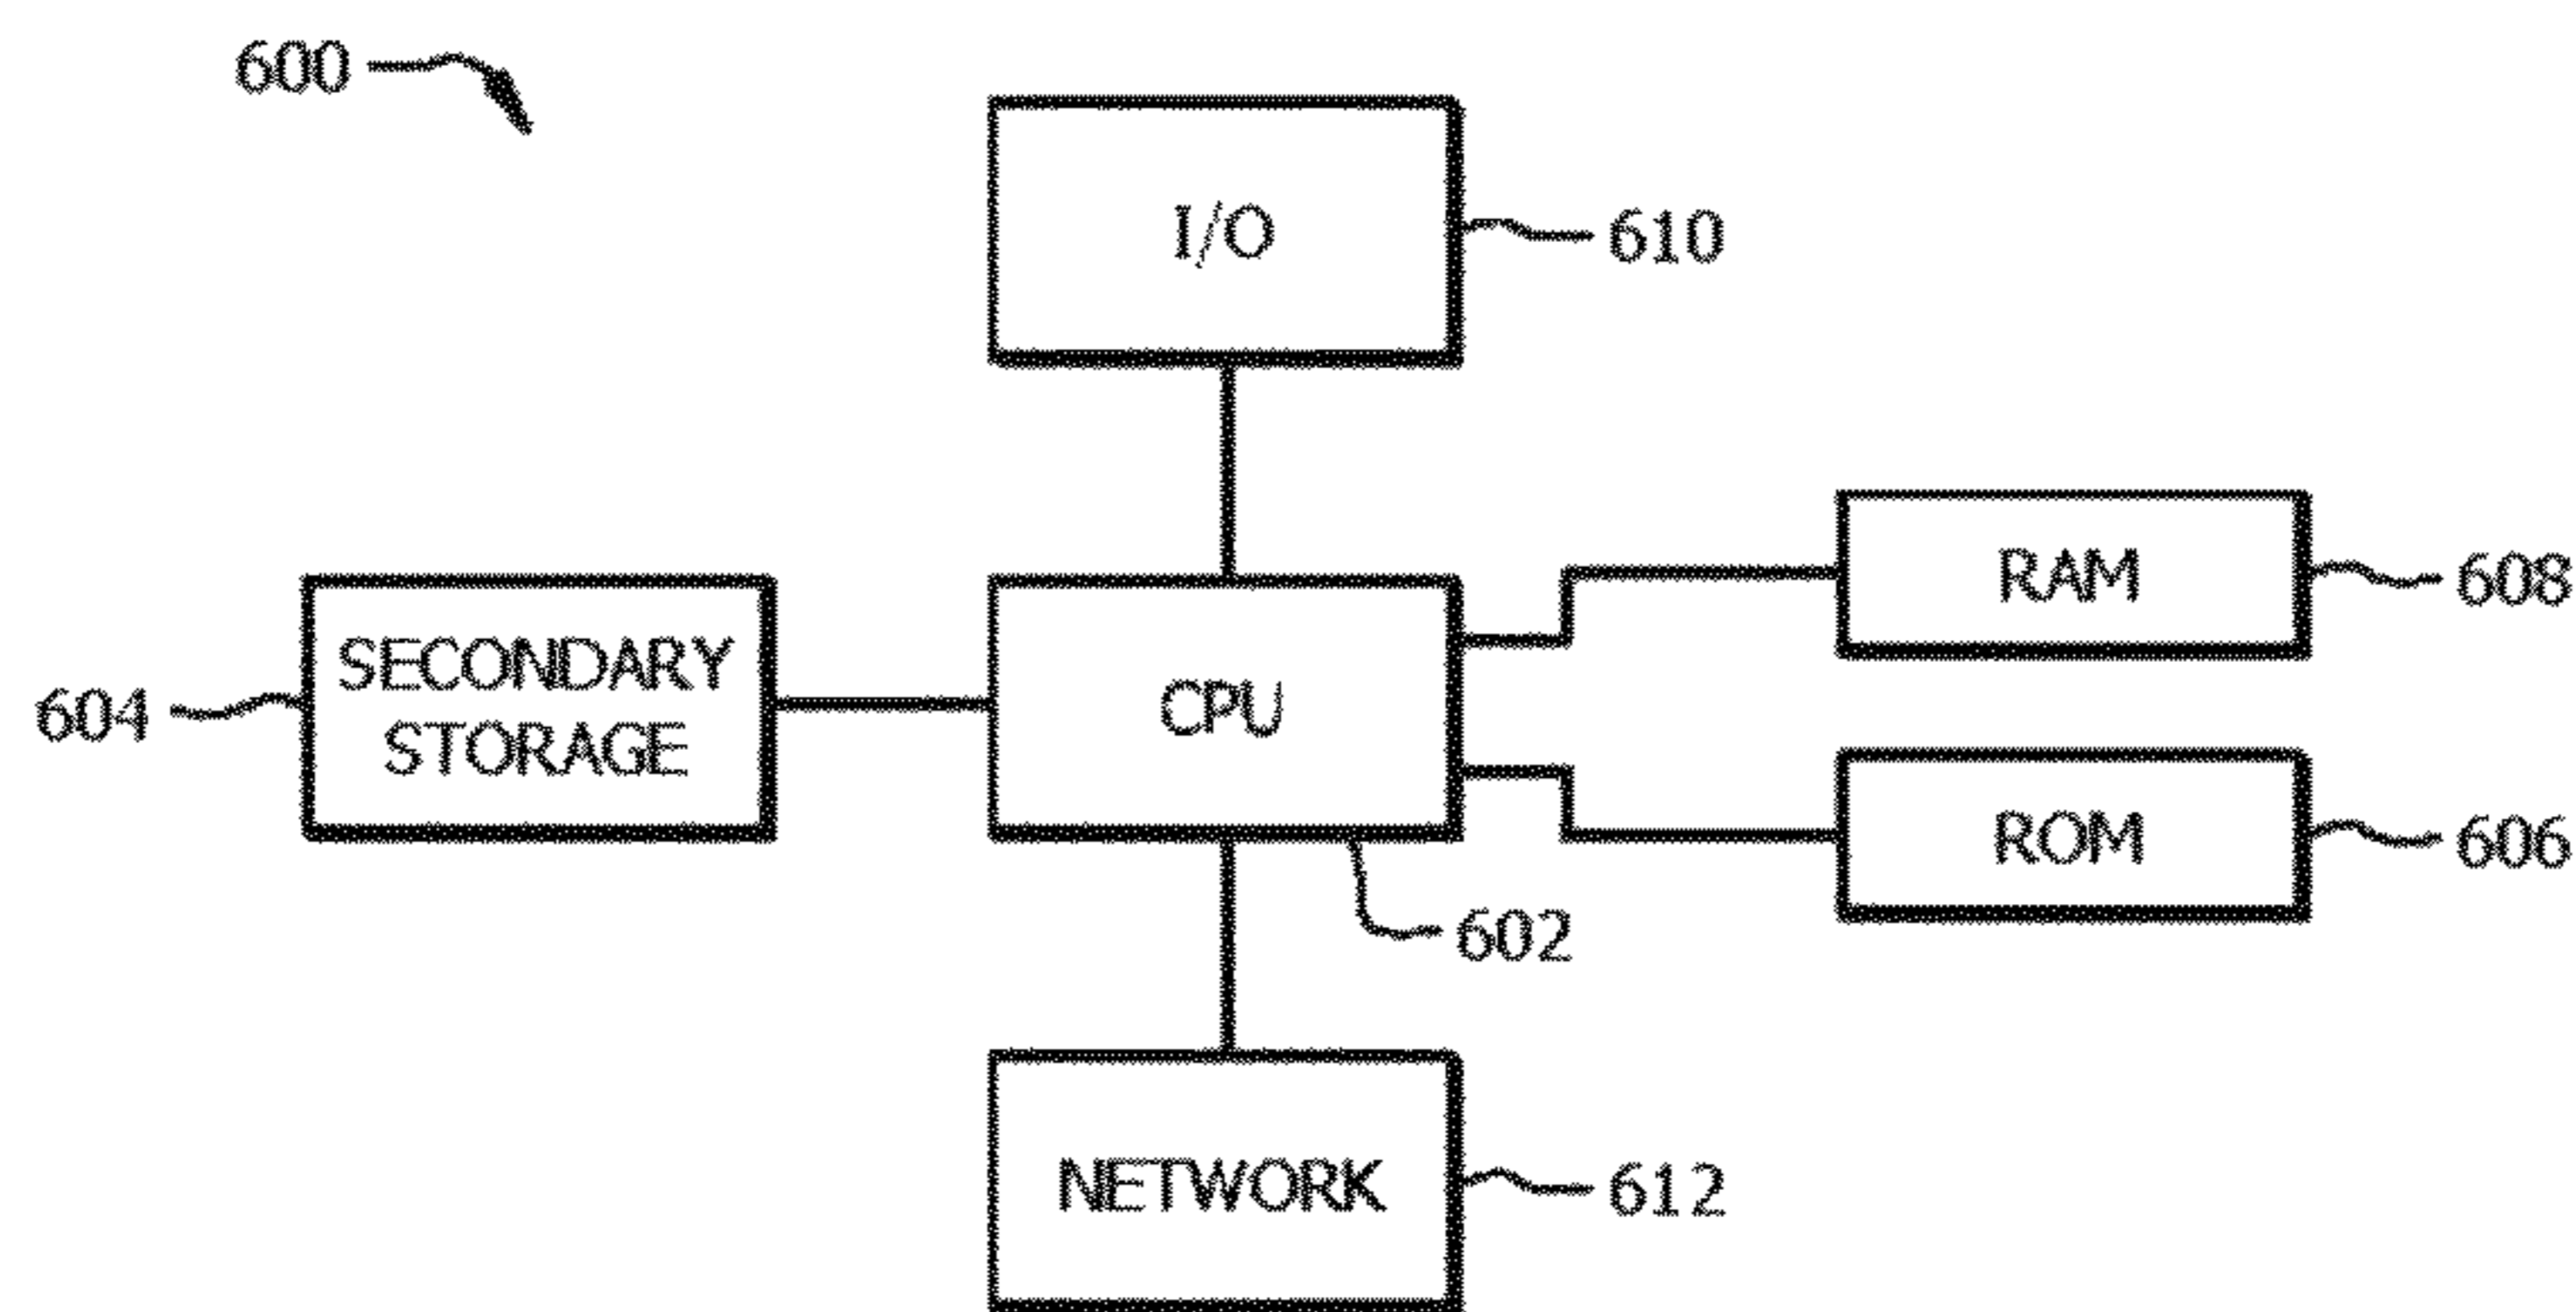 600
I/O
610
RAM
608
SECONDARY
STORAGE
604
CPU
ROM
606
602
NETWORK
612